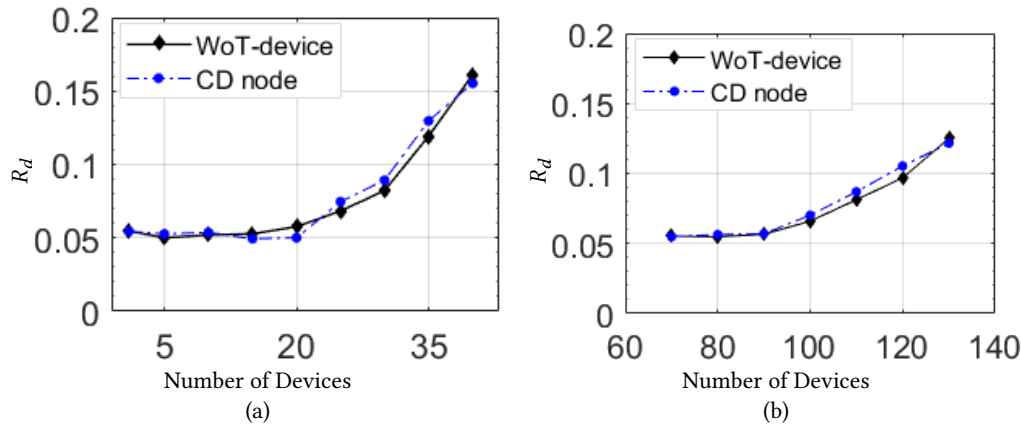 0.2
WoT-device
CD node
0.15
0.1
0.05
0
R_d
5
20
35
Number of Devices
(a)
0.2
WoT-device
CD node
0.15
0.1
0.05
0
R_d
60
80
100
120
140
Number of Devices
(b)